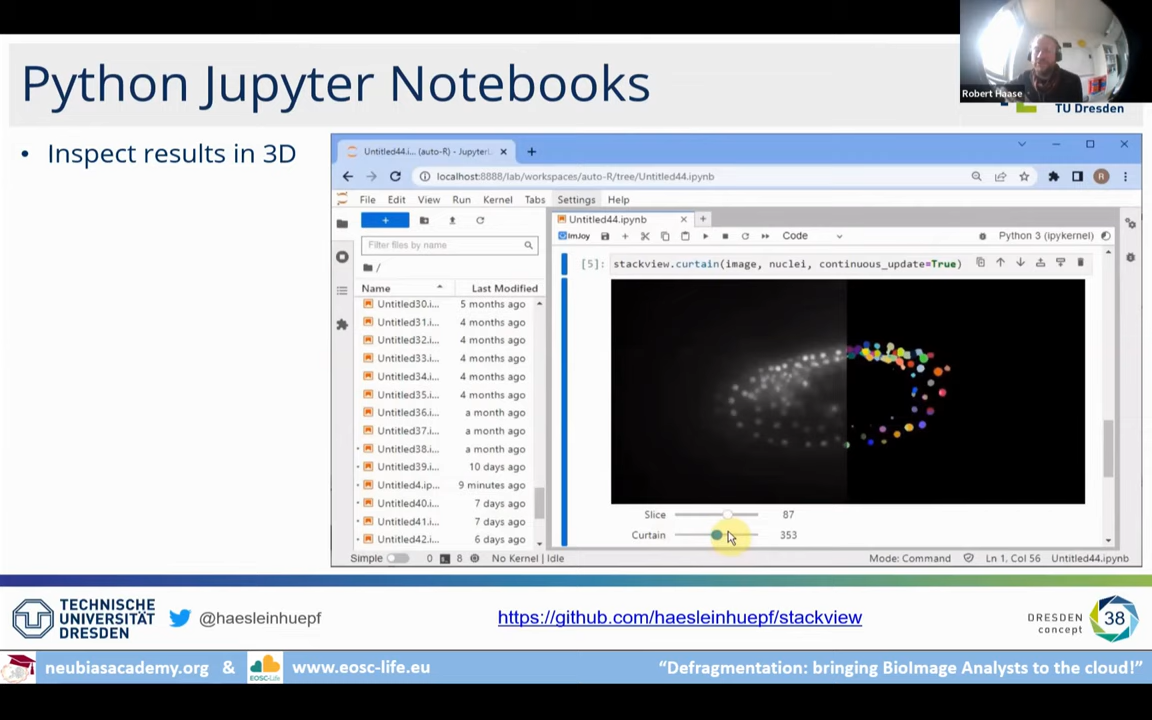 Python Jupyter Notebooks
Robert Haase
TU Dresden
• Inspect results in 3D
Untitled44.i... (auto-R) - JupyterL
localhost:8888/lab/workspaces/auto-R/tree/Untitled44.ipynb
R
File Edit View Run Kernel Tabs Settings Help
Untitled44.ipynb
ImJoy Code Python 3 (ipykernel)
Filter files by name
/
Name Last Modified
Untitled30.i... 5 months ago
Untitled31.i... 4 months ago
Untitled32.i... 4 months ago
Untitled33.i... 4 months ago
Untitled34.i... 4 months ago
Untitled35.i... 4 months ago
Untitled36.i... a month ago
Untitled37.i... a month ago
Untitled38.i... a month ago
Untitled39.i... 10 days ago
Untitled4.ip... 9 minutes ago
Untitled40.i... 7 days ago
Untitled41.i... 7 days ago
Untitled42.i... 6 days ago
[5]: stackview.curtain(image, nuclei, continuous_update=True)
Slice 87
Curtain 353
Simple 0 8 No Kernel | Idle Mode: Command Ln 1, Col 56 Untitled44.ipynb
TECHNISCHE
UNIVERSITÄT
DRESDEN
@haesleinhuepf
https://github.com/haesleinhuepf/stackview
DRESDEN
concept
38
neubiasacademy.org & EOSC-Life www.eosc-life.eu
“Defragmentation: bringing BioImage Analysts to the cloud!”